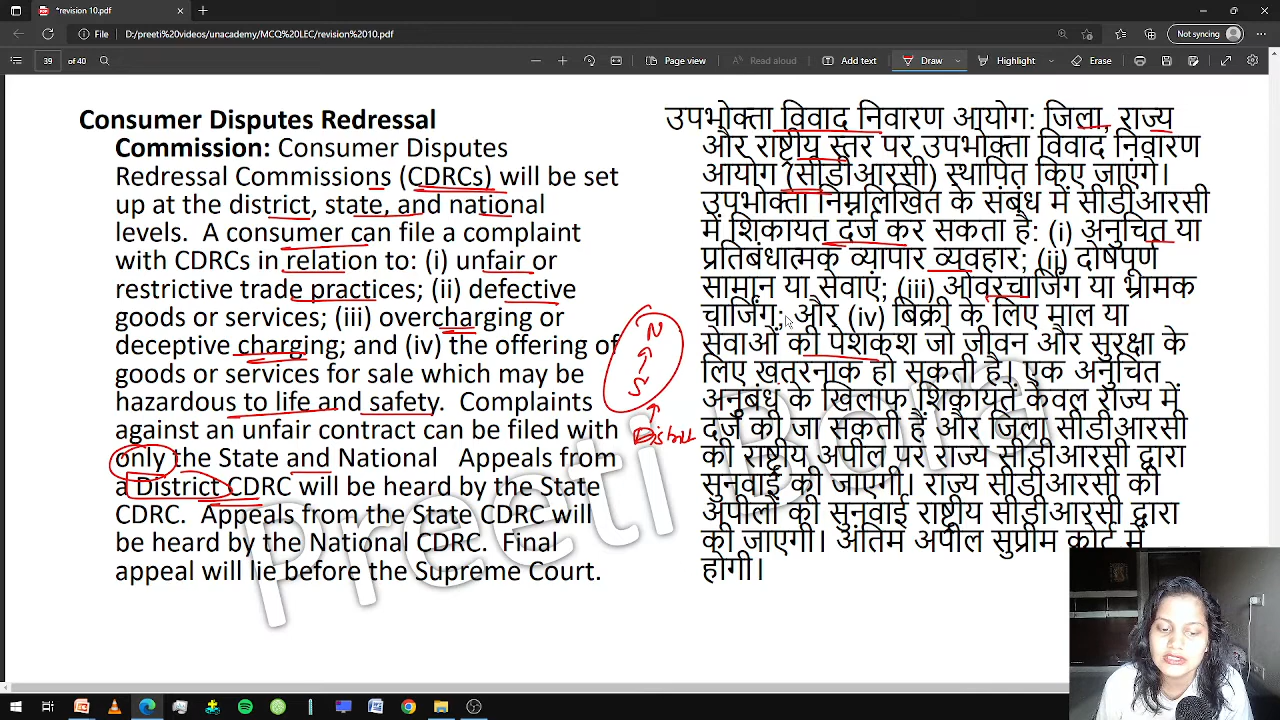 *revision 10.pdf
File
D:/preeti%20videos/unacademy/MCQ%20LEC/revision%2010.pdf
Not syncing
39 of 40
Page view
Read aloud
Add text
Draw
Highlight
Erase
Consumer Disputes Redressal
Commission: Consumer Disputes
Redressal Commissions (CDRCs) will be set
up at the district, state, and national
levels. A consumer can file a complaint
with CDRCs in relation to: (i) unfair or
restrictive trade practices; (ii) defective
goods or services; (iii) overcharging or
deceptive charging; and (iv) the offering of
goods or services for sale which may be
hazardous to life and safety. Complaints
against an unfair contract can be filed with
only the State and National Appeals from
a District CDRC will be heard by the State
CDRC. Appeals from the State CDRC will
be heard by the National CDRC. Final
appeal will lie before the Supreme Court.
N
S
District
उपभोक्ता विवाद निवारण आयोग: जिला, राज्य
और राष्ट्रीय स्तर पर उपभोक्ता विवाद निवारण
आयोग (सीडीआरसी) स्थापित किए जाएंगे।
उपभोक्ता निम्नलिखित के संबंध में सीडीआरसी
में शिकायत दर्ज कर सकता है: (i) अनुचित या
प्रतिबंधात्मक व्यापार व्यवहार; (ii) दोषपूर्ण
सामान या सेवाएं; (iii) ओवरचार्जिंग या भ्रामक
चार्जिंग; और (iv) बिक्री के लिए माल या
सेवाओं की पेशकश जो जीवन और सुरक्षा के
लिए खतरनाक हो सकती है। एक अनुचित
अनुबंध के खिलाफ शिकायतें केवल राज्य में
दर्ज की जा सकती हैं और जिला सीडीआरसी
की राष्ट्रीय अपील पर राज्य सीडीआरसी द्वारा
सुनवाई की जाएगी। राज्य सीडीआरसी की
अपीलों की सुनवाई राष्ट्रीय सीडीआरसी द्वारा
की जाएगी। अंतिम अपील सुप्रीम कोर्ट में
होगी।
Preeti Bora